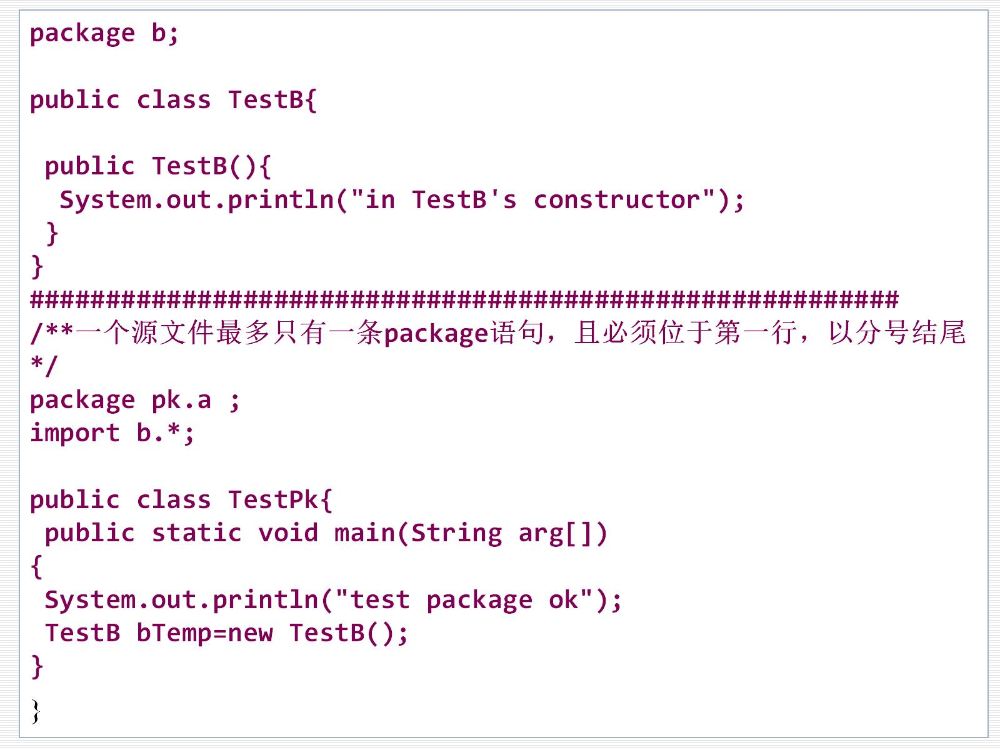 package b;
public class TestB{
 public TestB(){
  System.out.println("in TestB's constructor");
 }
}
#########################################################
/**一个源文件最多只有一条package语句，且必须位于第一行，以分号结尾
*/
package pk.a ;
import b.*;
public class TestPk{
 public static void main(String arg[])
{
 System.out.println("test package ok");
 TestB bTemp=new TestB();
}
}